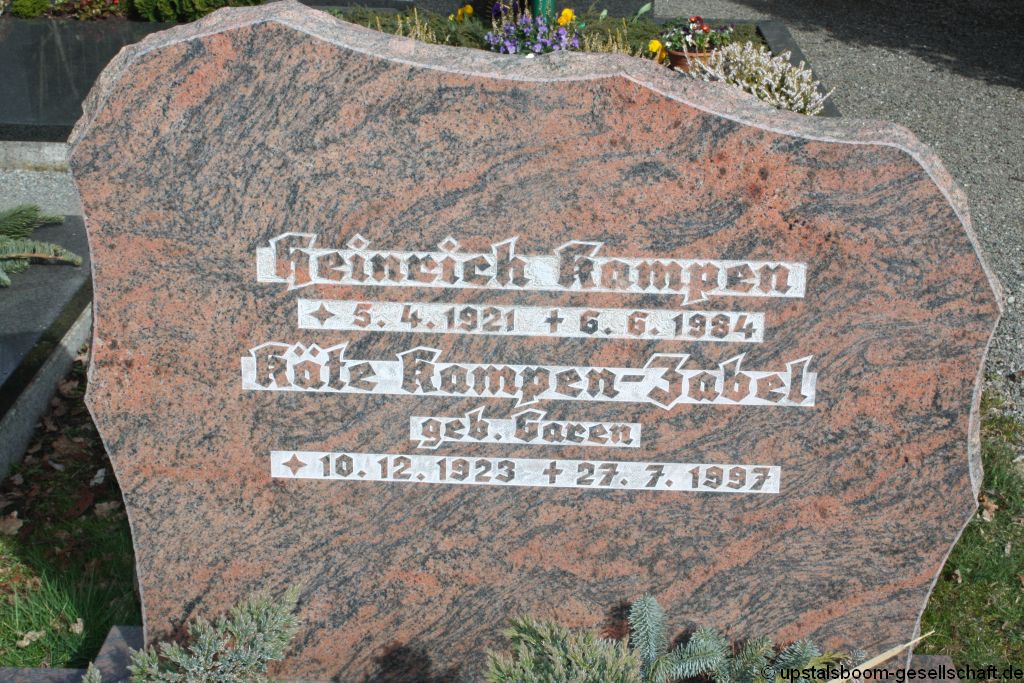 Heinrich Kampen
✦ 5. 4. 1921 ✝ 6. 6. 1984
Käte Kampen-Zabel
geb. Garen
✦ 10. 12. 1923 ✝ 27. 7. 1997
© upstalsboom-gesellschaft.de